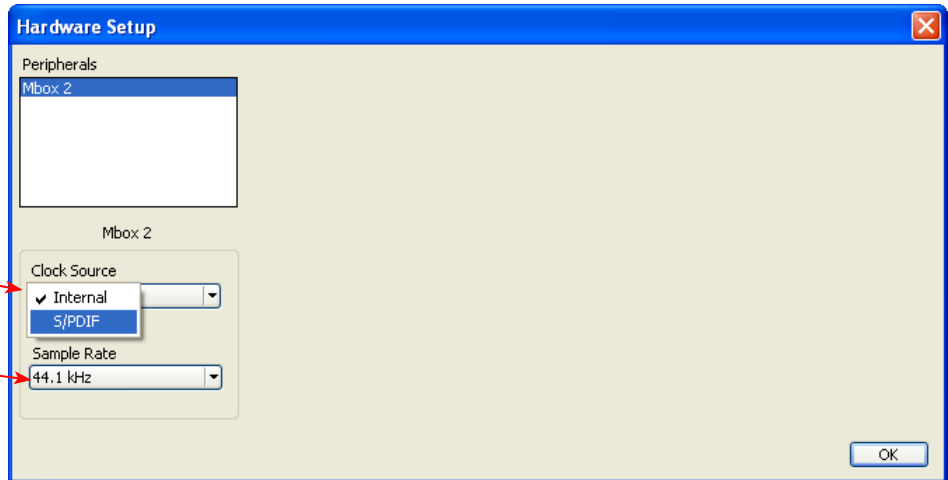 Hardware Setup
Peripherals
Mbox 2
Mbox 2
Clock Source
Internal
S/PDIF
Sample Rate
44.1 kHz
OK